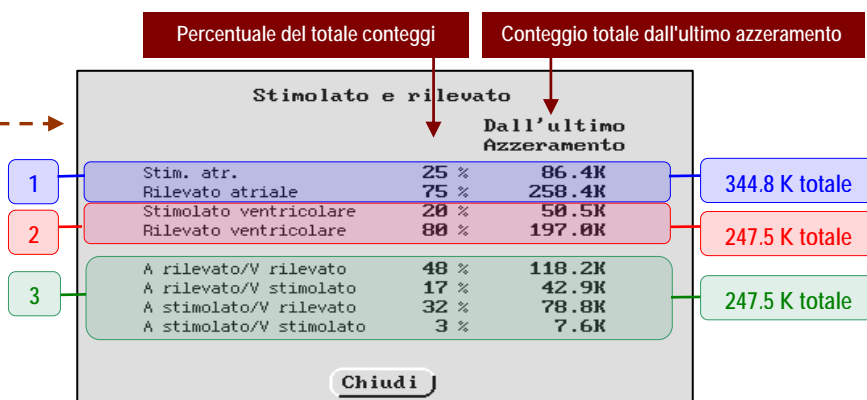 Percentuale del totale conteggi
Conteggio totale dall'ultimo azzeramento
Stimolato e rilevato
Dall'ultimo
Azzeramento
1
Stim. atr. 25 % 86.4K
Rilevato atriale 75 % 258.4K
344.8 K totale
2
Stimolato ventricolare 20 % 50.5K
Rilevato ventricolare 80 % 197.0K
247.5 K totale
3
A rilevato/V rilevato 48 % 118.2K
A rilevato/V stimolato 17 % 42.9K
A stimolato/V rilevato 32 % 78.8K
A stimolato/V stimolato 3 % 7.6K
247.5 K totale
Chiudi